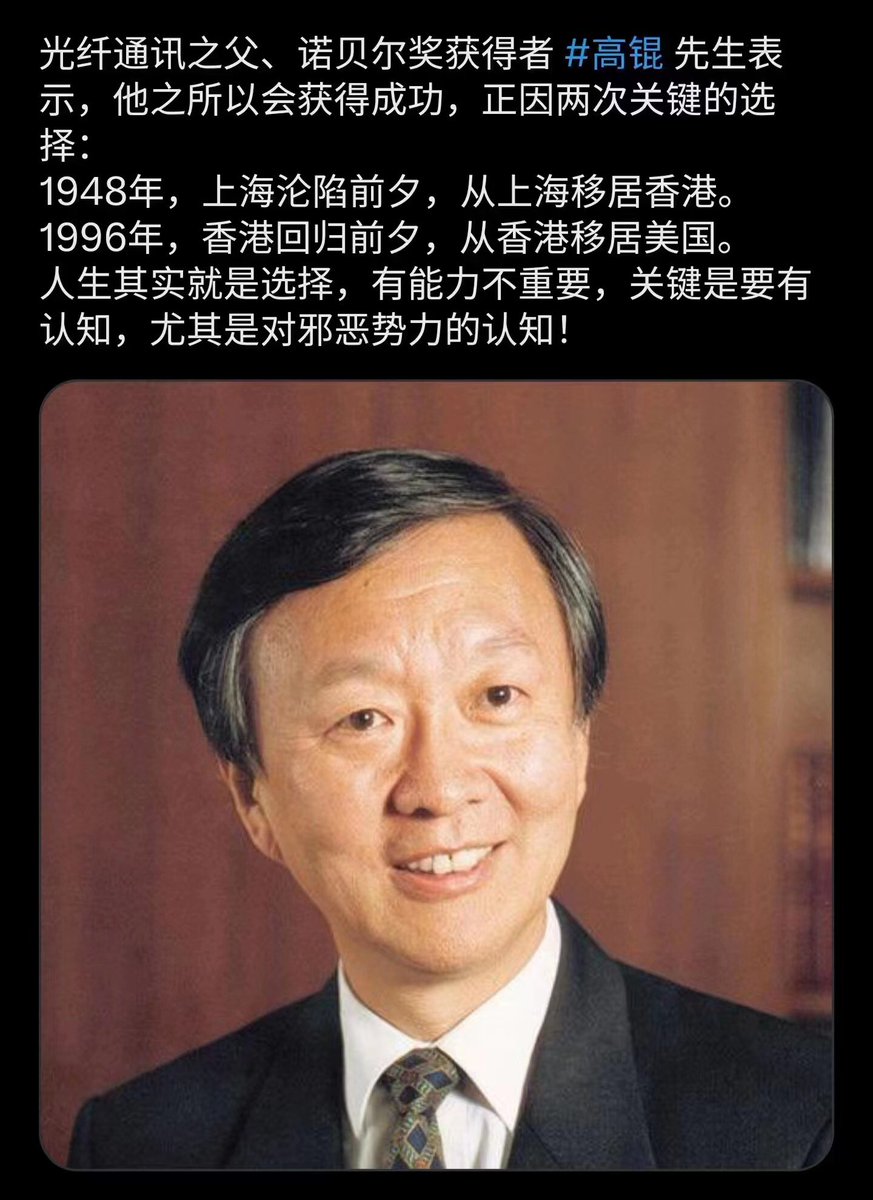 光纤通讯之父、诺贝尔奖获得者 #高锟 先生表
示，他之所以会获得成功，正因两次关键的选
择：
1948年，上海沦陷前夕，从上海移居香港。
1996年，香港回归前夕，从香港移居美国。
人生其实就是选择，有能力不重要，关键是要有
认知，尤其是对邪恶势力的认知！